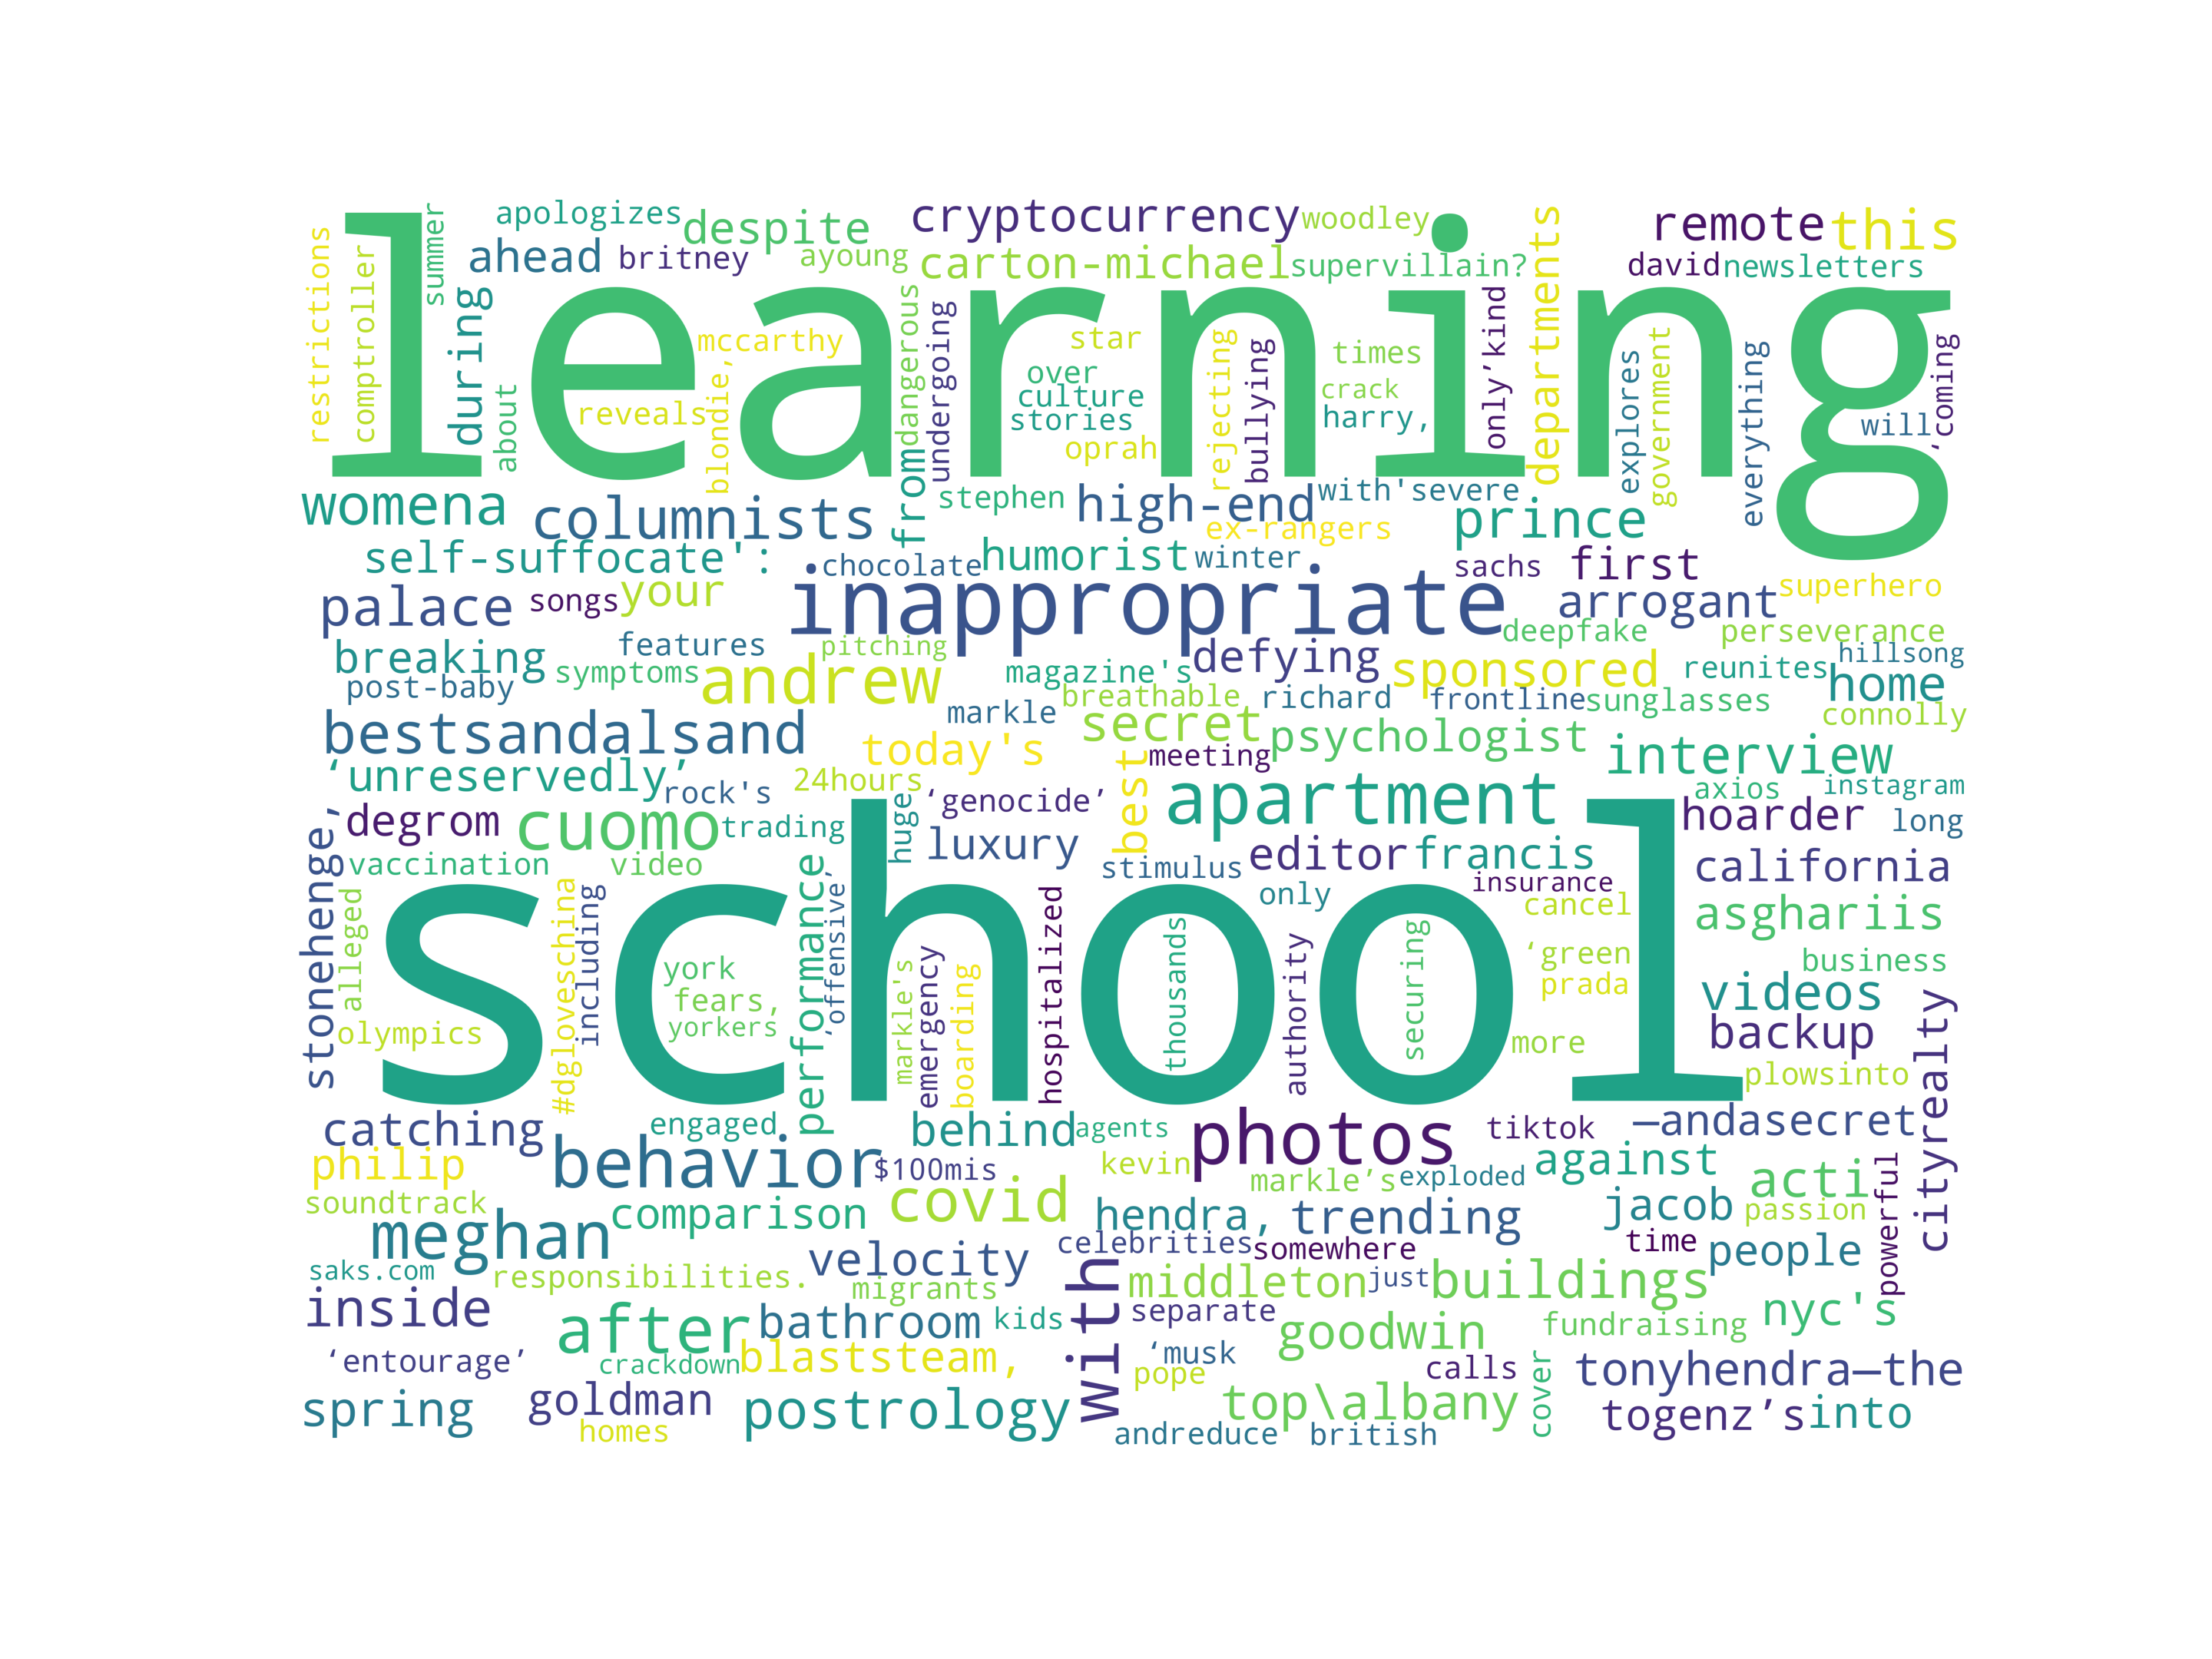 learning
school
inappropriate
apologizes
despite
cryptocurrency
woodley
remote
this
ahead
britney
ayoung
carton-michael
supervillain?
david
newsletters
restrictions
comptroller
summer
during
about
mccarthy
reveals
blondie,
dangerous
from
undergoing
star
over
culture
stories
oprah
rejecting
bullying
times
crack
harry,
only’kind
departments
explores
government
everything
will
‘coming
womena
columnists
stephen
high-end
with'severe
ex-rangers
prince
self-suffocate':
chocolate
humorist
winter
sachs
first
palace
songs
your
arrogant
superhero
breaking
features
pitching
deepfake
perseverance
post-baby
symptoms
andrew
magazine's
defying
sponsored
reunites
hillsong
home
markle
breathable
richard
frontline
sunglasses
connolly
bestsandalsand
today's
secret
psychologist
meeting
interview
‘unreservedly’
rock's
24hours
‘genocide’
best
apartment
axios
instagram
stonehenge,’
degrom
cuomo
trading
huge
luxury
hoarder
long
vaccination
video
stimulus
editor
francis
california
insurance
only
cancel
asghariis
alleged
#dgloveschina
including
performance
‘offensive’
york
fears,
yorkers
markle's
emergency
boarding
hospitalized
thousands
authority
securing
‘green
prada
more
business
videos
backup
olympics
plowsinto
cityrealty
catching
engaged
behind
agents
photos
tiktok
—andasecret
philip
behavior
$100mis
kevin
markle’s
exploded
against
acti
soundtrack
covid
jacob
passion
powerful
meghan
comparison
hendra,
trending
time
people
saks.com
responsibilities.
velocity
celebrities
somewhere
migrants
middleton
just
buildings
inside
after
bathroom
kids
with
separate
goodwin
fundraising
nyc's
‘entourage’
crackdown
blaststeam,
‘musk
pope
calls
tonyhendra—the
spring
goldman
homes
postrology
top\albany
cover
togenz’s
into
andreduce
british